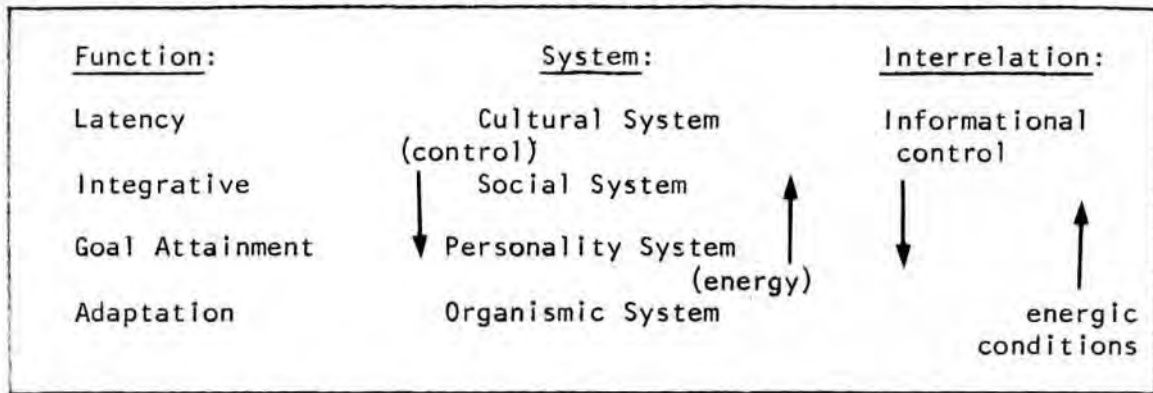 Function: System: Interrelation:
Latency Cultural System Informational
(control) control
Integrative Social System
Goal Attainment Personality System
(energy)
Adaptation Organismic System energic
conditions